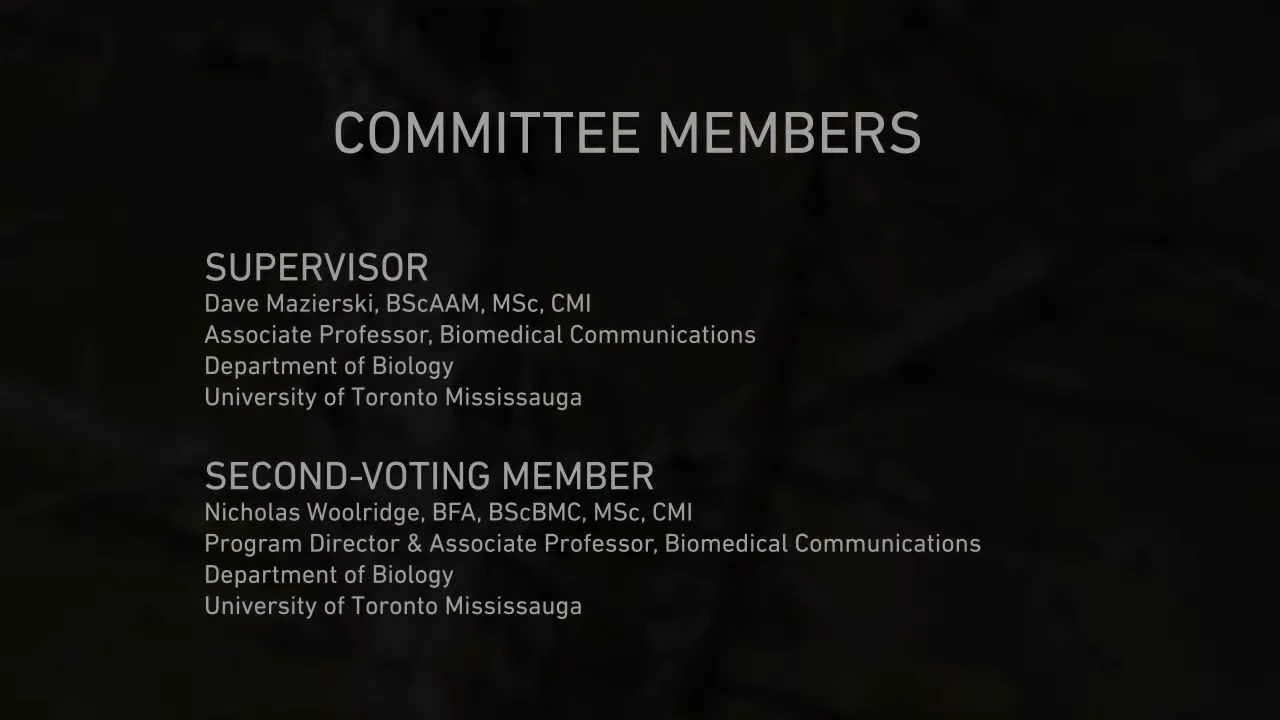 COMMITTEE MEMBERS
SUPERVISOR
Dave Mazierski, BScAAM, MSc, CMI
Associate Professor, Biomedical Communications
Department of Biology
University of Toronto Mississauga
SECOND-VOTING MEMBER
Nicholas Woolridge, BFA, BScBMC, MSc, CMI
Program Director & Associate Professor, Biomedical Communications
Department of Biology
University of Toronto Mississauga